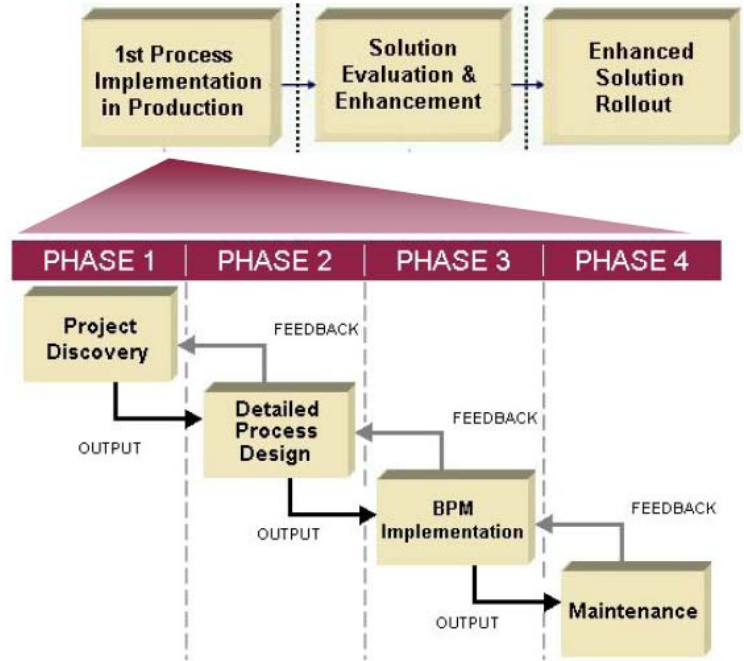 1st Process
Implementation
in Production
Solution
Evaluation &
Enhancement
Enhanced
Solution
Rollout
PHASE 1
PHASE 2
PHASE 3
PHASE 4
Project
Discovery
FEEDBACK
OUTPUT
Detailed
Process
Design
FEEDBACK
OUTPUT
BPM
Implementation
FEEDBACK
OUTPUT
Maintenance